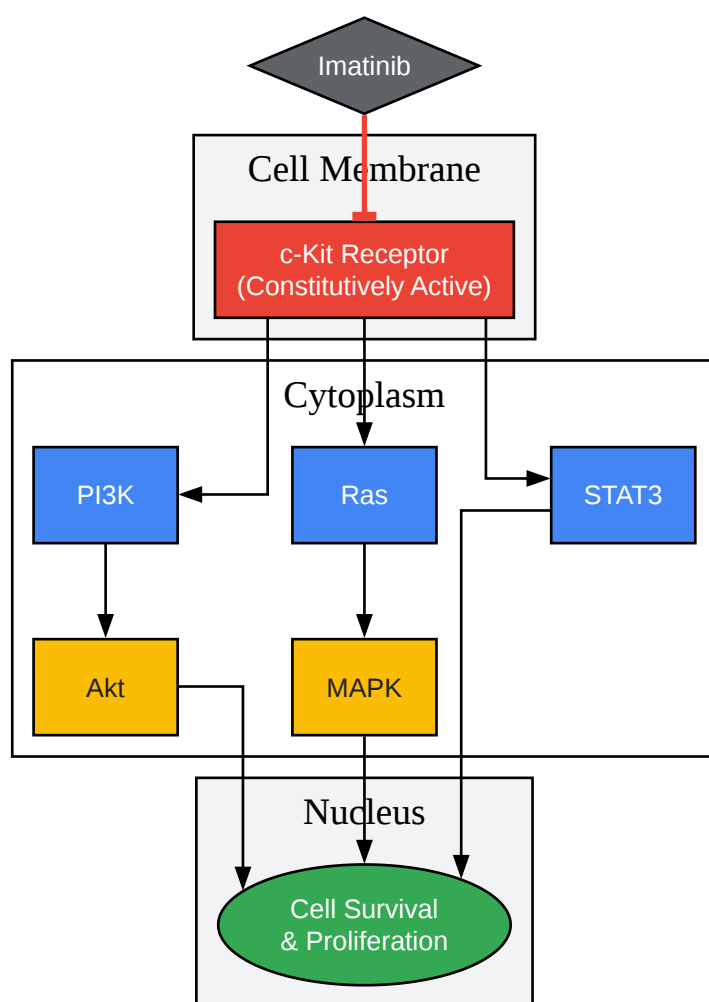 Imatinib
Cell Membrane
c-Kit Receptor
(Constitutively Active)
Cytoplasm
PI3K
Ras
STAT3
Akt
MAPK
Nucleus
Cell Survival
& Proliferation